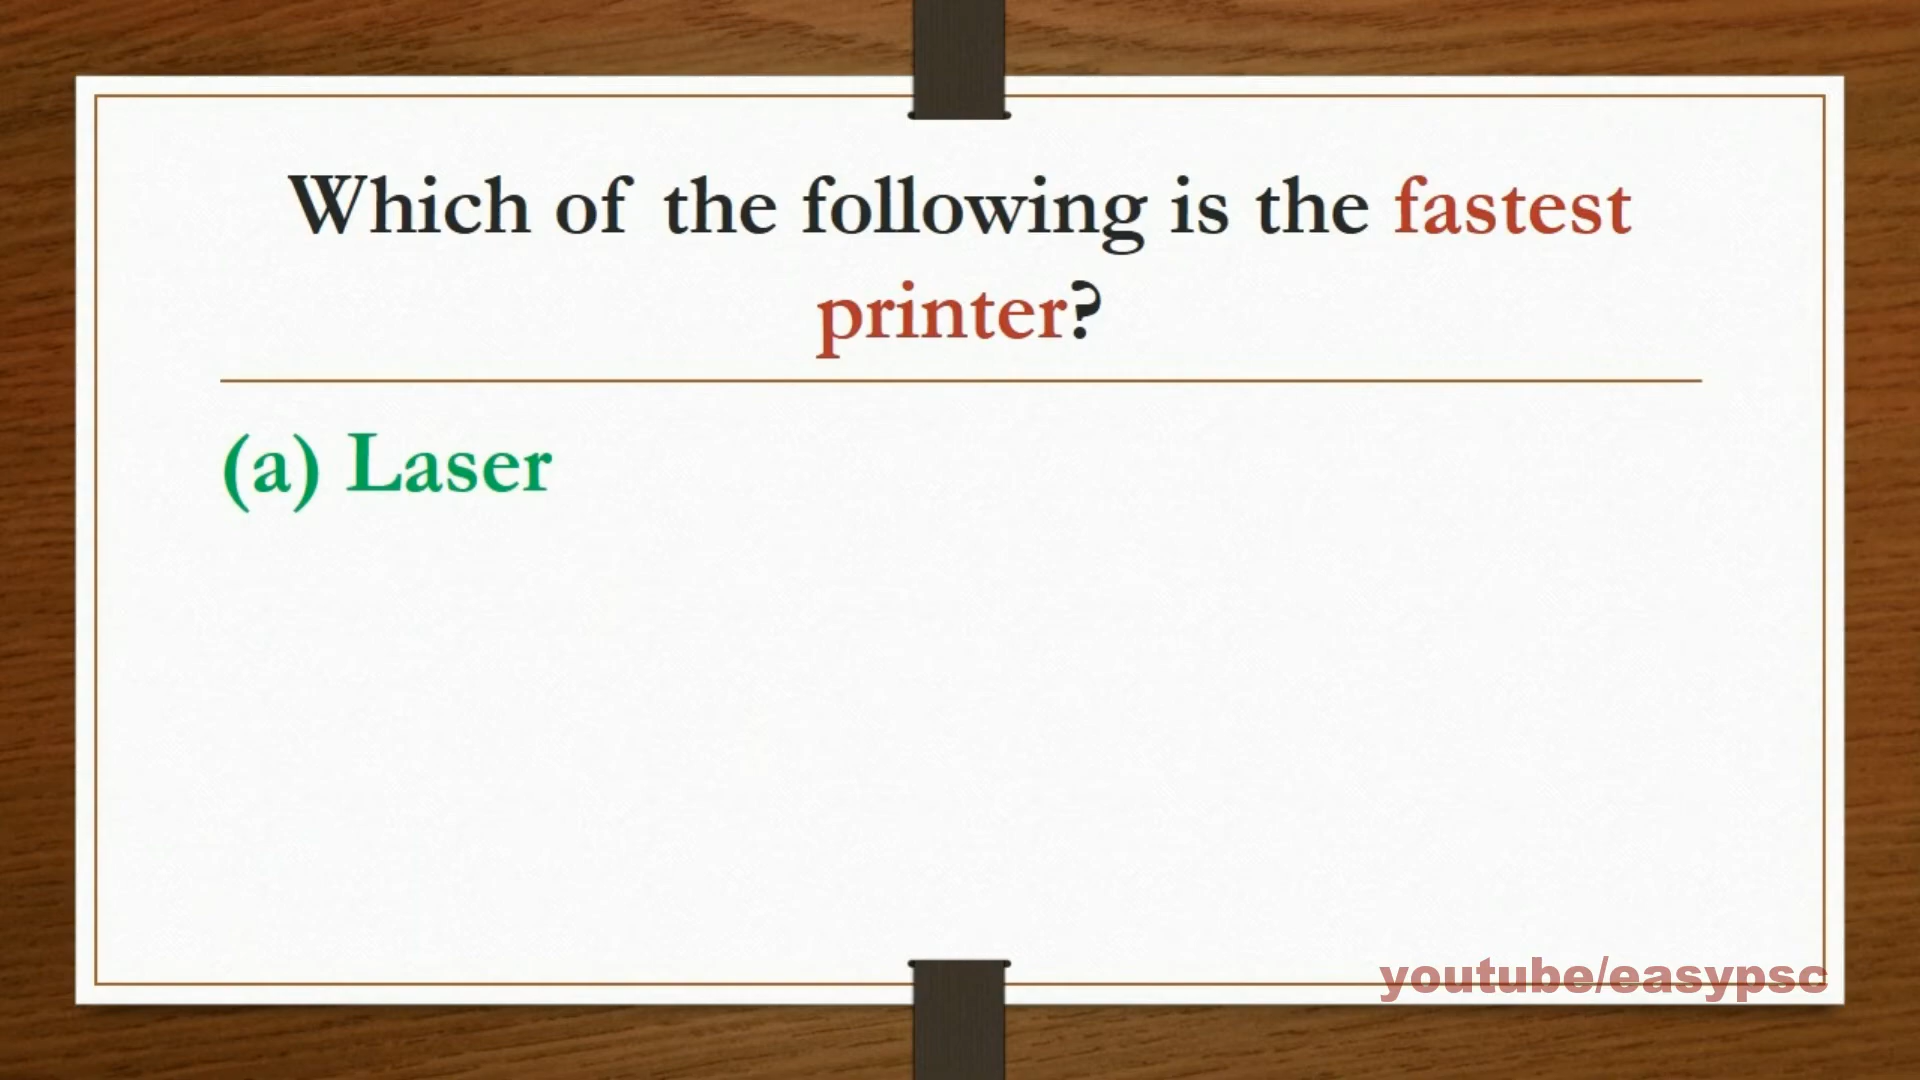 Which of the following is the fastest
printer?
(a) Laser
youtube/easypsc